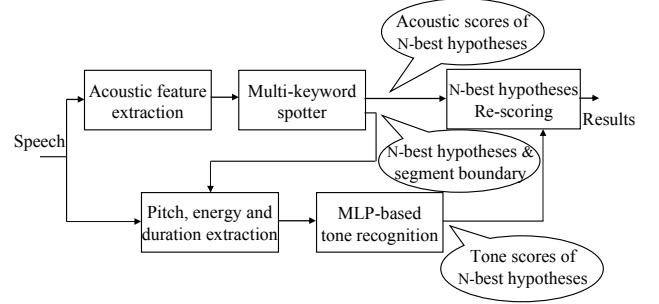 Acoustic scores of
N-best hypotheses
Acoustic feature
extraction
Multi-keyword
spotter
N-best hypotheses
Re-scoring
Results
Speech
N-best hypotheses &
segment boundary
Pitch, energy and
duration extraction
MLP-based
tone recognition
Tone scores of
N-best hypotheses